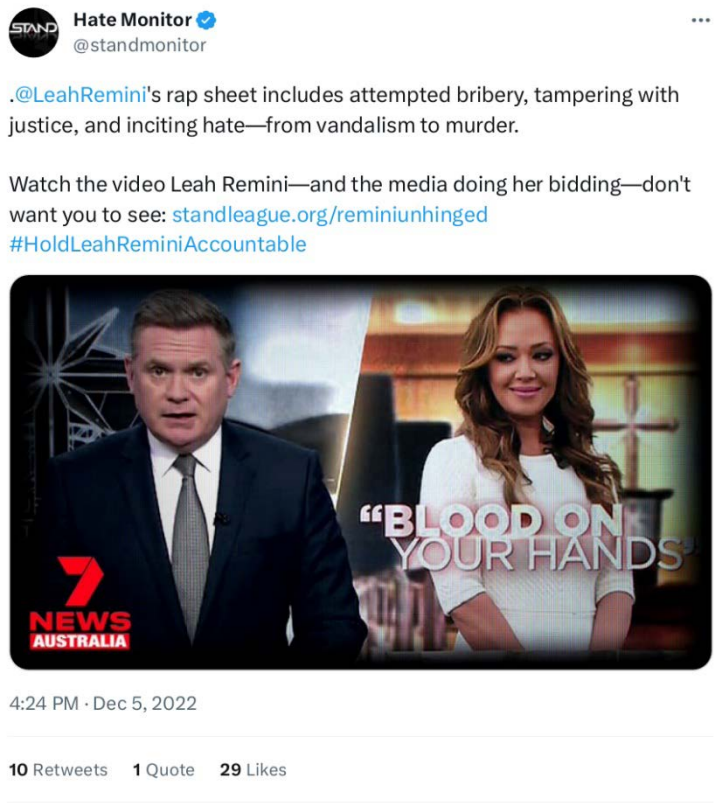 STAND
Hate Monitor
@standmonitor
.@LeahRemini's rap sheet includes attempted bribery, tampering with
justice, and inciting hate—from vandalism to murder.
Watch the video Leah Remini—and the media doing her bidding—don't
want you to see: standleague.org/reminiunhinged
#HoldLeahReminiAccountable
"BLOOD ON
YOUR HANDS"
7
NEWS
AUSTRALIA
4:24 PM · Dec 5, 2022
10 Retweets 1 Quote 29 Likes